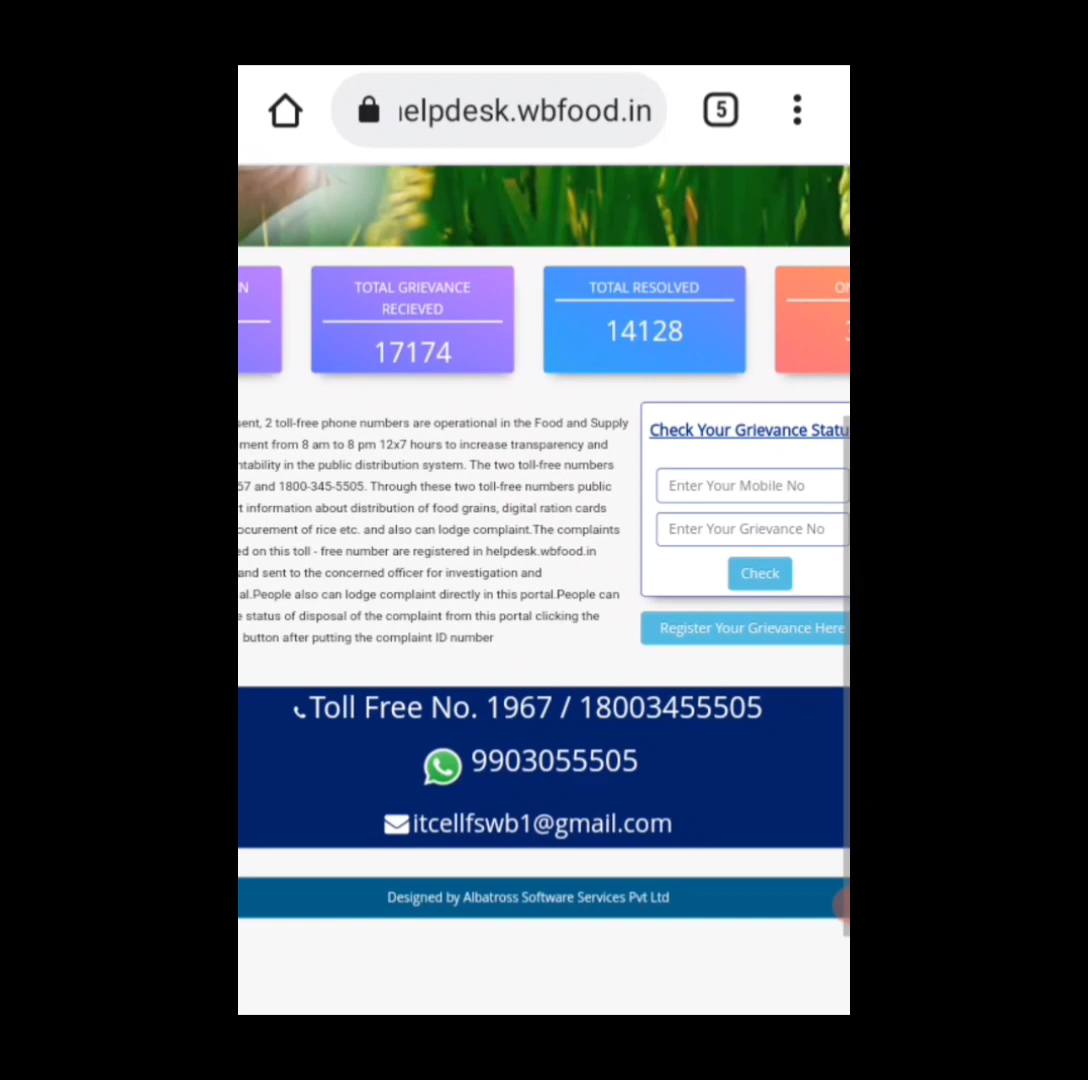 elpdesk.wbfood.in
5
N
TOTAL GRIEVANCE
RECIEVED
17174
TOTAL RESOLVED
14128
sent, 2 toll-free phone numbers are operational in the Food and Supply
ment from 8 am to 8 pm 12x7 hours to increase transparency and
ntability in the public distribution system. The two toll-free numbers
67 and 1800-345-5505. Through these two toll-free numbers public
t information about distribution of food grains, digital ration cards
ocurement of rice etc. and also can lodge complaint.The complaints
ed on this toll - free number are registered in helpdesk.wbfood.in
and sent to the concerned officer for investigation and
al.People also can lodge complaint directly in this portal.People can
e status of disposal of the complaint from this portal clicking the
button after putting the complaint ID number
Check Your Grievance Statu
Enter Your Mobile No
Enter Your Grievance No
Check
Register Your Grievance Here
Toll Free No. 1967 / 18003455505
9903055505
itcellfswb1@gmail.com
Designed by Albatross Software Services Pvt Ltd